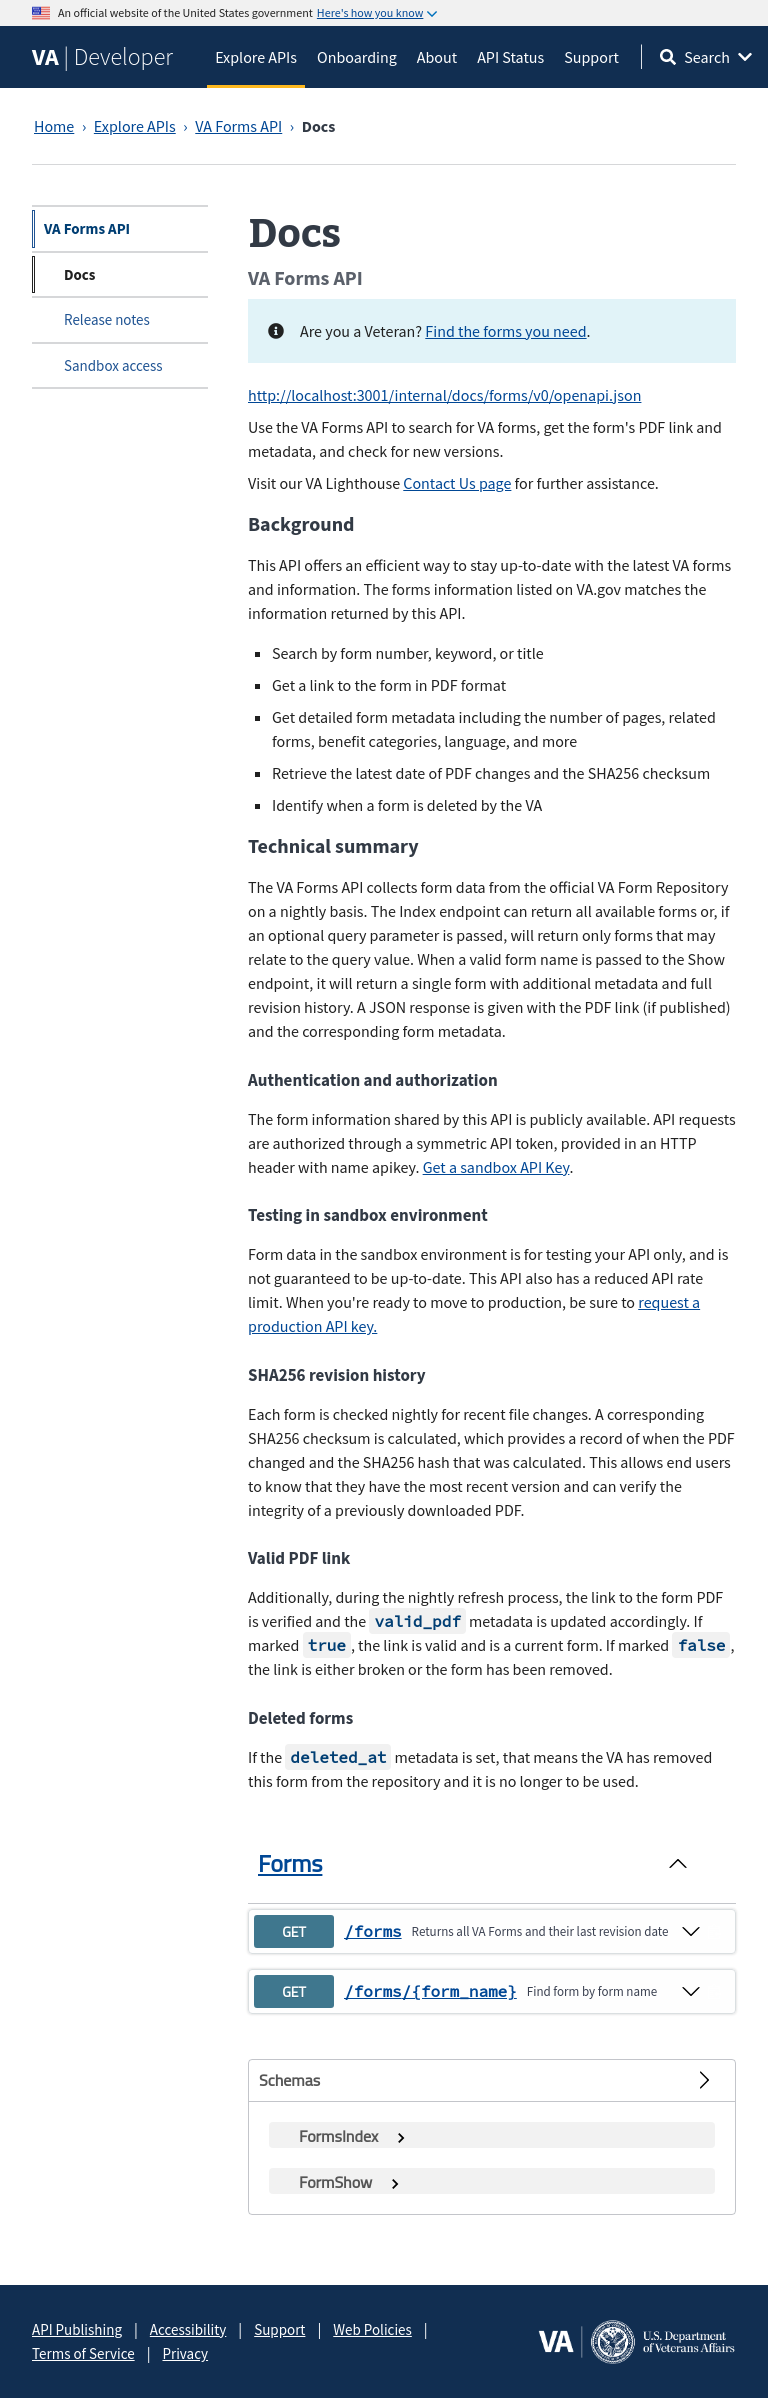 An official website of the United States government Here's how you know
VA | Developer Explore APIs Onboarding About API Status Support Search
Home › Explore APIs › VA Forms API › Docs
VA Forms API
Docs
Release notes
Sandbox access
Docs
VA Forms API
Are you a Veteran? Find the forms you need.
http://localhost:3001/internal/docs/forms/v0/openapi.json
Use the VA Forms API to search for VA forms, get the form's PDF link and
metadata, and check for new versions.
Visit our VA Lighthouse Contact Us page for further assistance.
Background
This API offers an efficient way to stay up-to-date with the latest VA forms
and information. The forms information listed on VA.gov matches the
information returned by this API.
Search by form number, keyword, or title
Get a link to the form in PDF format
Get detailed form metadata including the number of pages, related
forms, benefit categories, language, and more
Retrieve the latest date of PDF changes and the SHA256 checksum
Identify when a form is deleted by the VA
Technical summary
The VA Forms API collects form data from the official VA Form Repository
on a nightly basis. The Index endpoint can return all available forms or, if
an optional query parameter is passed, will return only forms that may
relate to the query value. When a valid form name is passed to the Show
endpoint, it will return a single form with additional metadata and full
revision history. A JSON response is given with the PDF link (if published)
and the corresponding form metadata.
Authentication and authorization
The form information shared by this API is publicly available. API requests
are authorized through a symmetric API token, provided in an HTTP
header with name apikey. Get a sandbox API Key.
Testing in sandbox environment
Form data in the sandbox environment is for testing your API only, and is
not guaranteed to be up-to-date. This API also has a reduced API rate
limit. When you're ready to move to production, be sure to request a
production API key.
SHA256 revision history
Each form is checked nightly for recent file changes. A corresponding
SHA256 checksum is calculated, which provides a record of when the PDF
changed and the SHA256 hash that was calculated. This allows end users
to know that they have the most recent version and can verify the
integrity of a previously downloaded PDF.
Valid PDF link
Additionally, during the nightly refresh process, the link to the form PDF
is verified and the valid_pdf metadata is updated accordingly. If
marked true, the link is valid and is a current form. If marked false,
the link is either broken or the form has been removed.
Deleted forms
If the deleted_at metadata is set, that means the VA has removed
this form from the repository and it is no longer to be used.
Forms
GET /forms Returns all VA Forms and their last revision date
GET /forms/{form_name} Find form by form name
Schemas
FormsIndex
FormShow
API Publishing | Accessibility | Support | Web Policies |
Terms of Service | Privacy
VA | U.S. Department
of Veterans Affairs